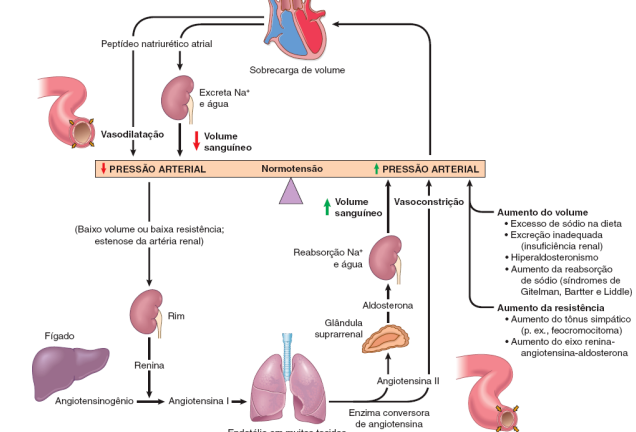 Peptídeo natriurético atrial
Sobrecarga de volume
Excreta Na⁺
e água
Vasodilatação
Volume
sanguíneo
PRESSÃO ARTERIAL
Normotensão
PRESSÃO ARTERIAL
(Baixo volume ou baixa resistência;
estenose da artéria renal)
Volume
sanguíneo
Vasoconstrição
Aumento do volume
• Excesso de sódio na dieta
• Excreção inadequada
(insuficiência renal)
• Hiperaldosteronismo
• Aumento da reabsorção
de sódio (síndromes de
Gitelman, Bartter e Liddle)
Reabsorção Na⁺
e água
Aldosterona
Rim
Glândula
suprarrenal
Aumento da resistência
• Aumento do tônus simpático
(p. ex., feocromocitoma)
• Aumento do eixo renina-
angiotensina-aldosterona
Fígado
Renina
Angiotensina II
Angiotensinogênio
Angiotensina I
Enzima conversora
de angiotensina
Endotélio em muitos tecidos